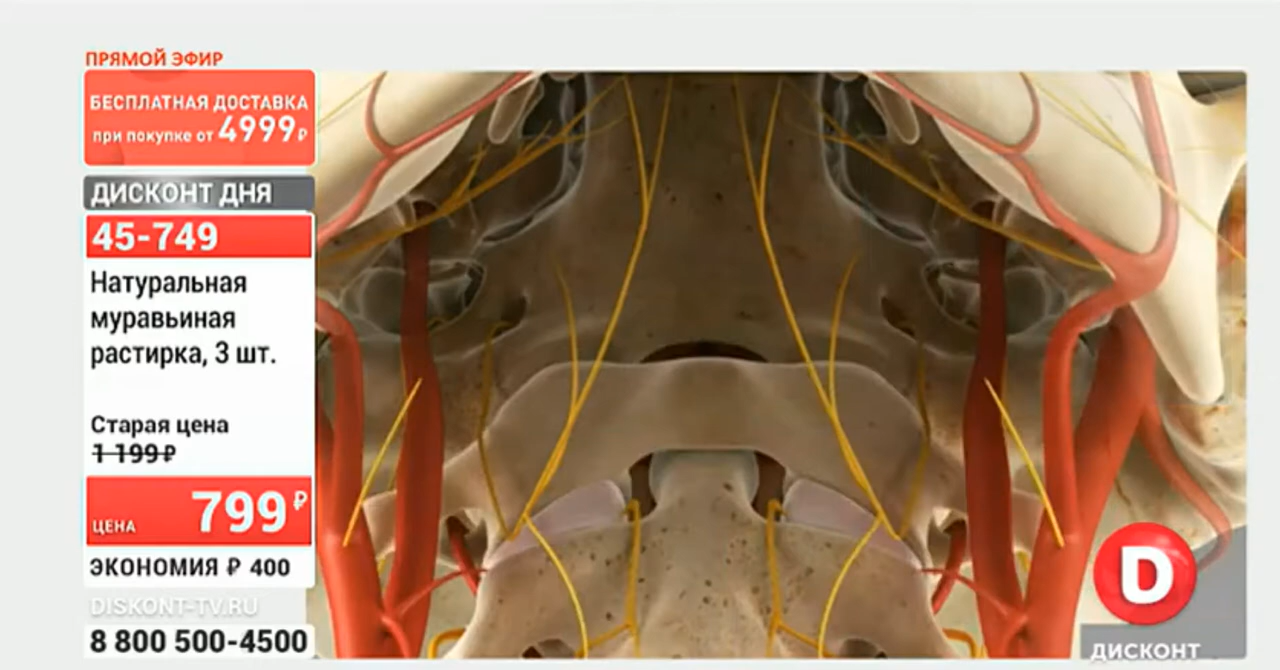 ПРЯМОЙ ЭФИР
БЕСПЛАТНАЯ ДОСТАВКА
при покупке от 4999₽
ДИСКОНТ ДНЯ
45-749
Натуральная
муравьиная
растирка, 3 шт.
Старая цена
1 199₽
ЦЕНА 799₽
ЭКОНОМИЯ ₽ 400
DISKONT-TV.RU
8 800 500-4500
D
ДИСКОНТ